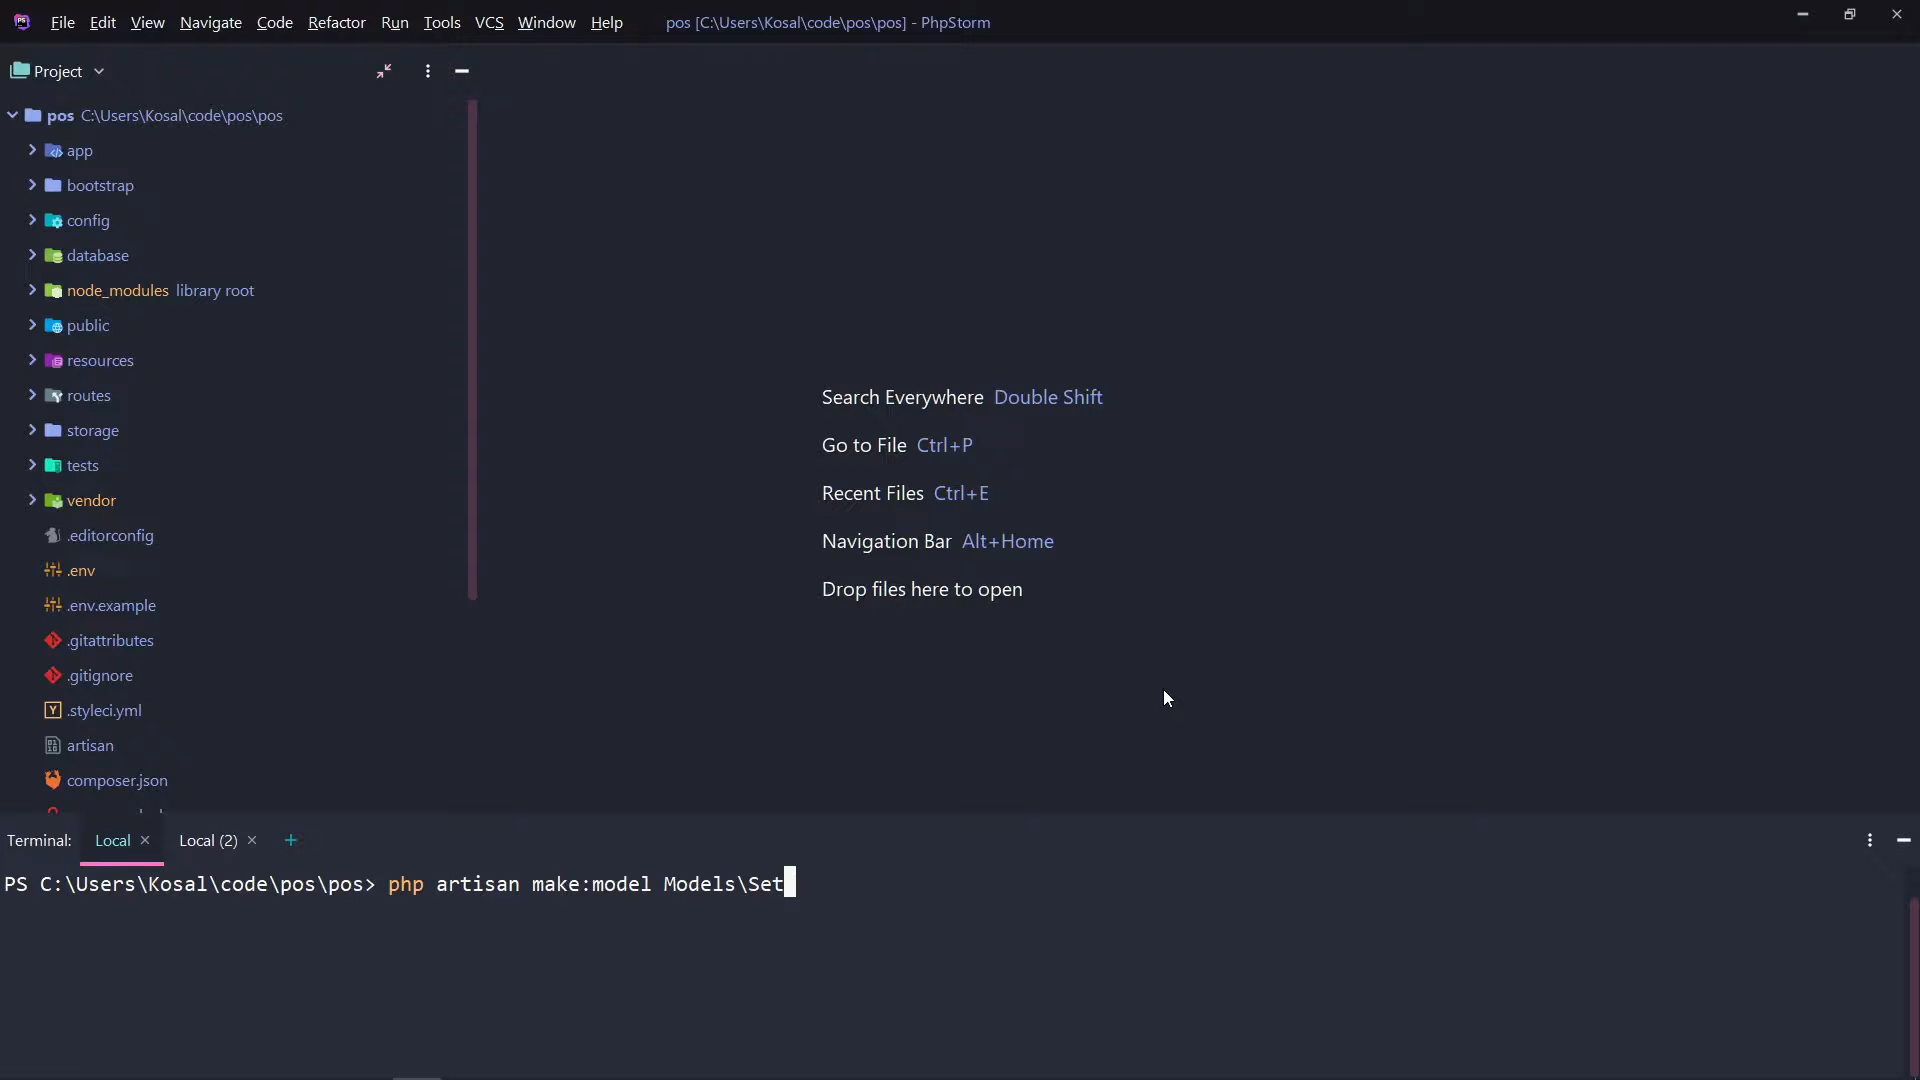 File Edit View Navigate Code Refactor Run Tools VCS Window Help pos [C:\Users\Kosal\code\pos\pos] - PhpStorm
Project
pos C:\Users\Kosal\code\pos\pos
app
bootstrap
config
database
node_modules library root
public
resources
routes
storage
tests
vendor
.editorconfig
.env
.env.example
.gitattributes
.gitignore
.styleci.yml
artisan
composer.json
Search Everywhere Double Shift
Go to File Ctrl+P
Recent Files Ctrl+E
Navigation Bar Alt+Home
Drop files here to open
Terminal: Local Local (2)
PS C:\Users\Kosal\code\pos\pos> php artisan make:model Models\Set